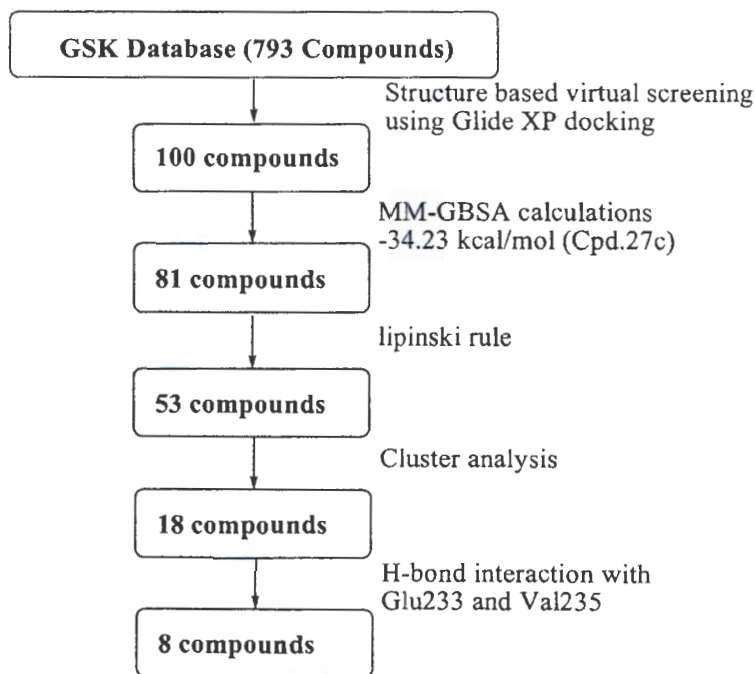 GSK Database (793 Compounds)
Structure based virtual screening
using Glide XP docking
100 compounds
MM-GBSA calculations
-34.23 kcal/mol (Cpd.27c)
81 compounds
lipinski rule
53 compounds
Cluster analysis
18 compounds
H-bond interaction with
Glu233 and Val235
8 compounds